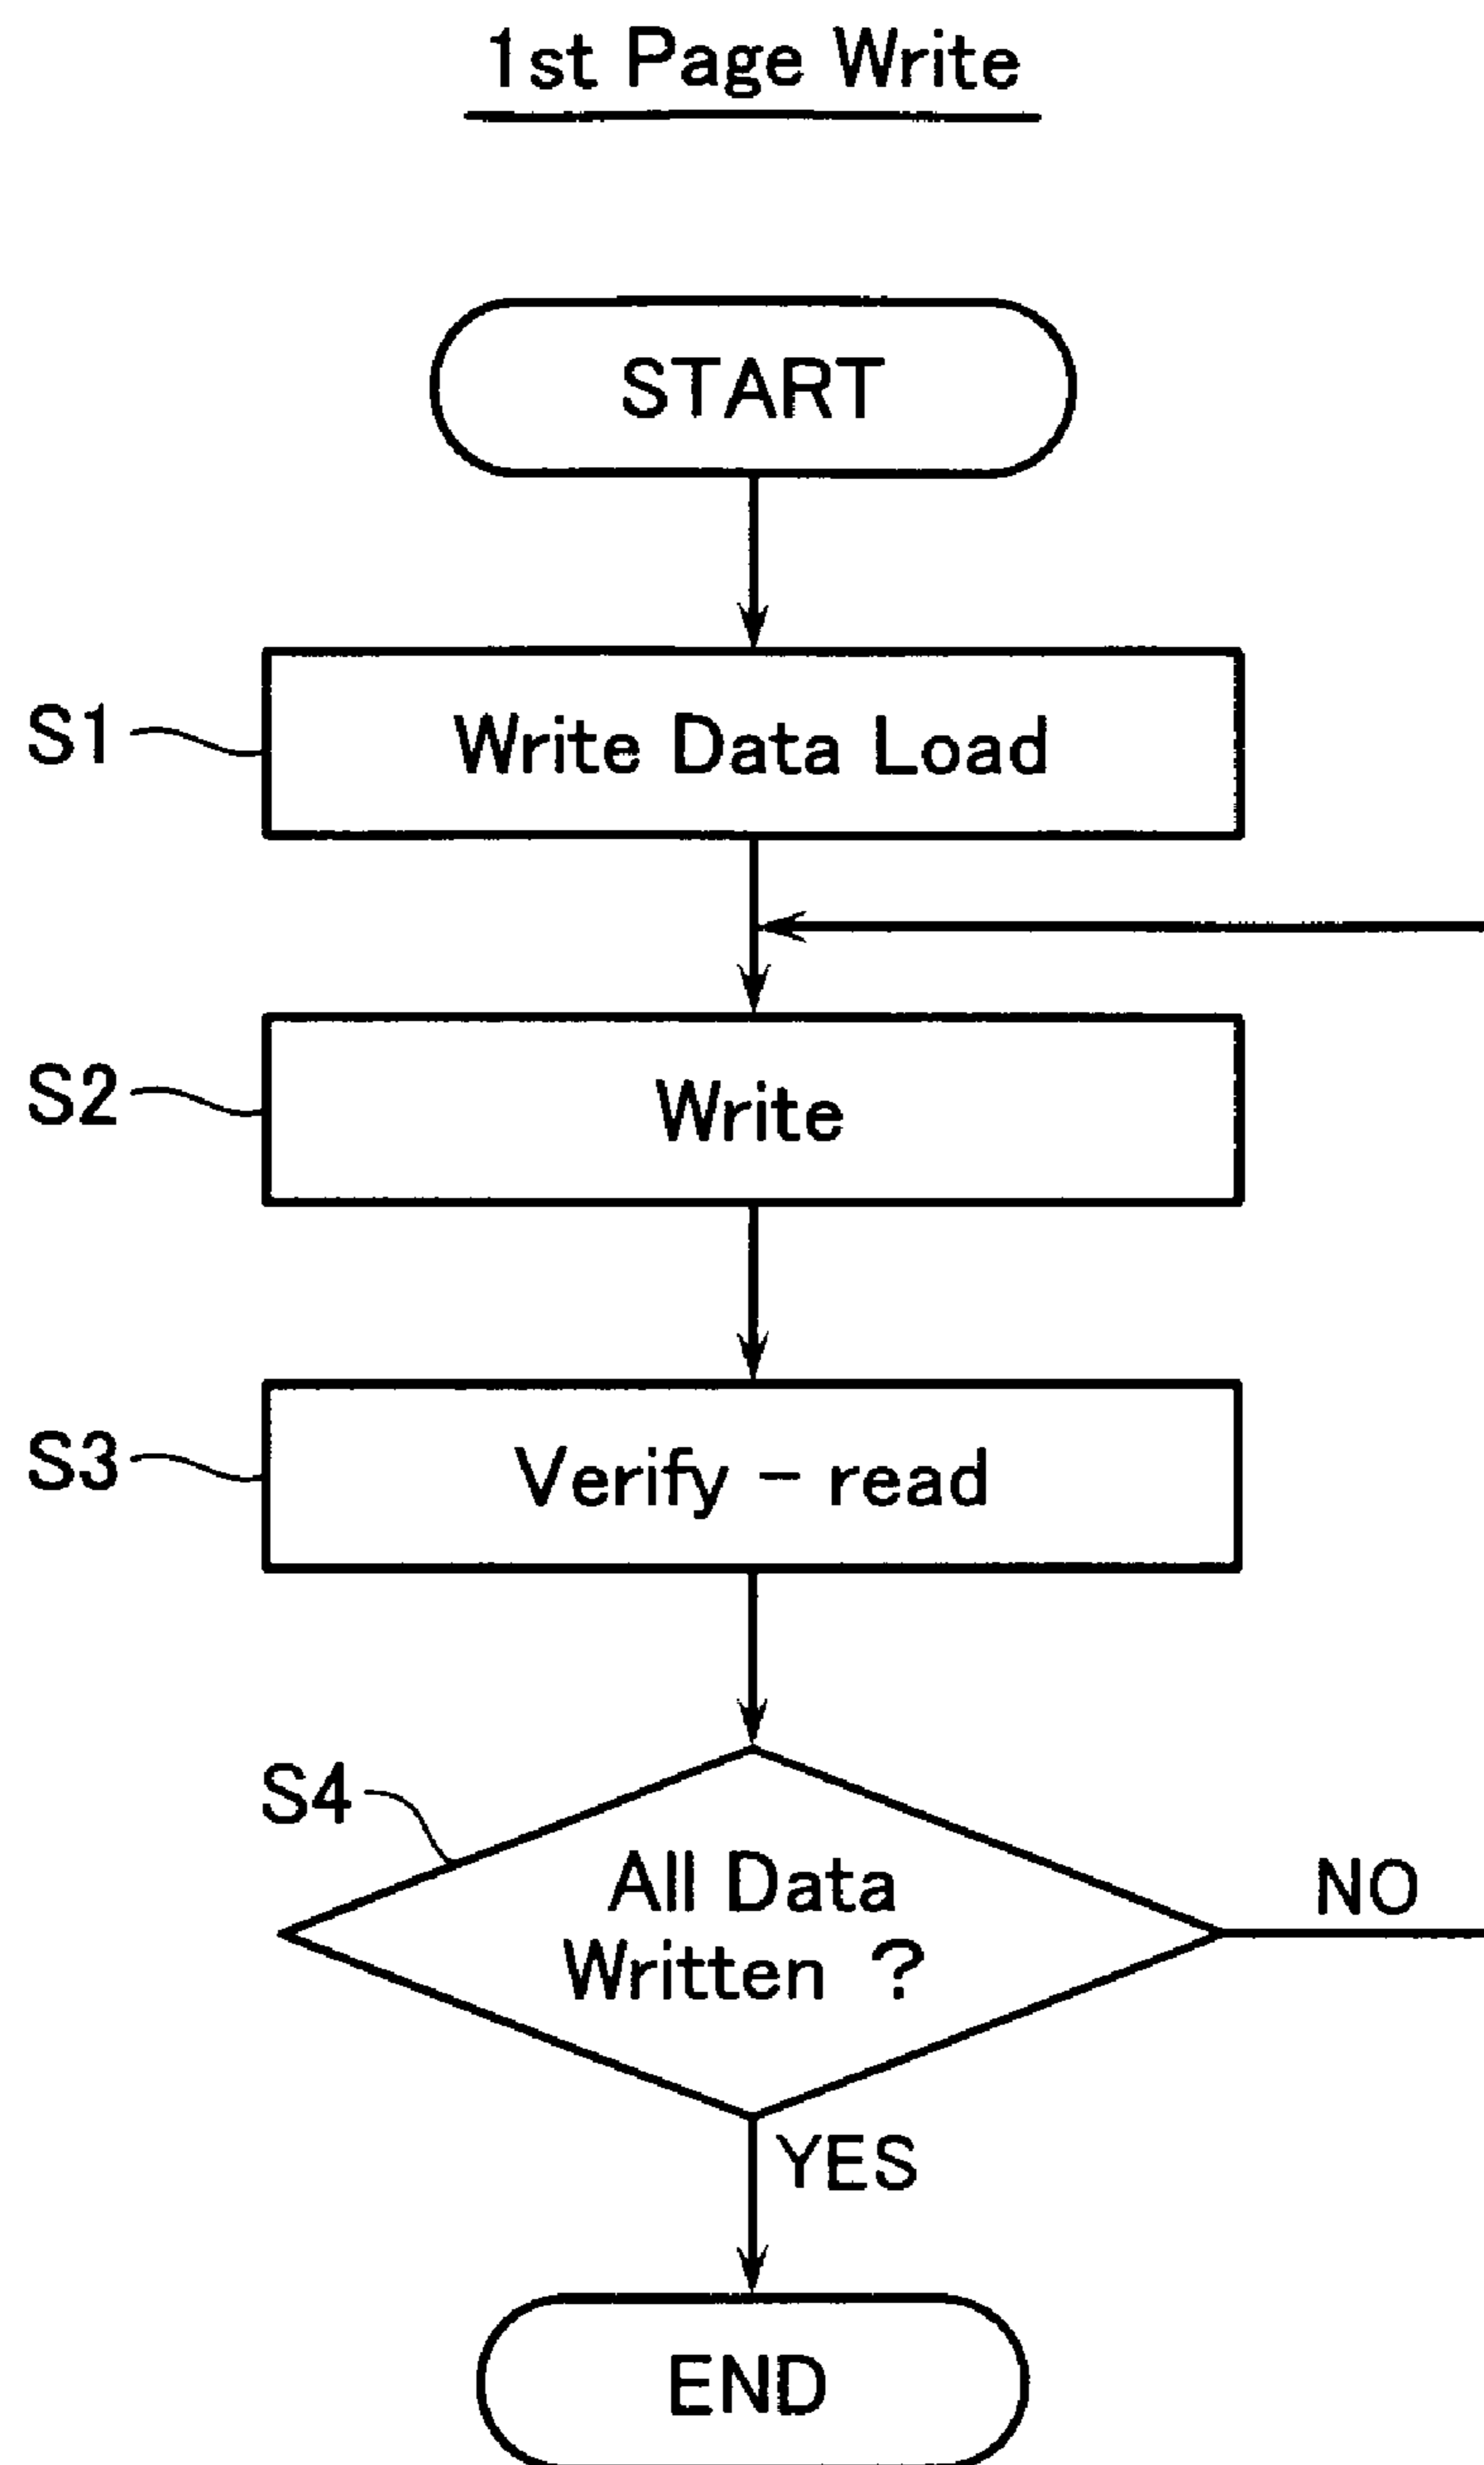 1st Page Write
START
S1
Write Data Load
S2
Write
S3
Verify - read
S4
All Data
Written ?
NO
YES
END